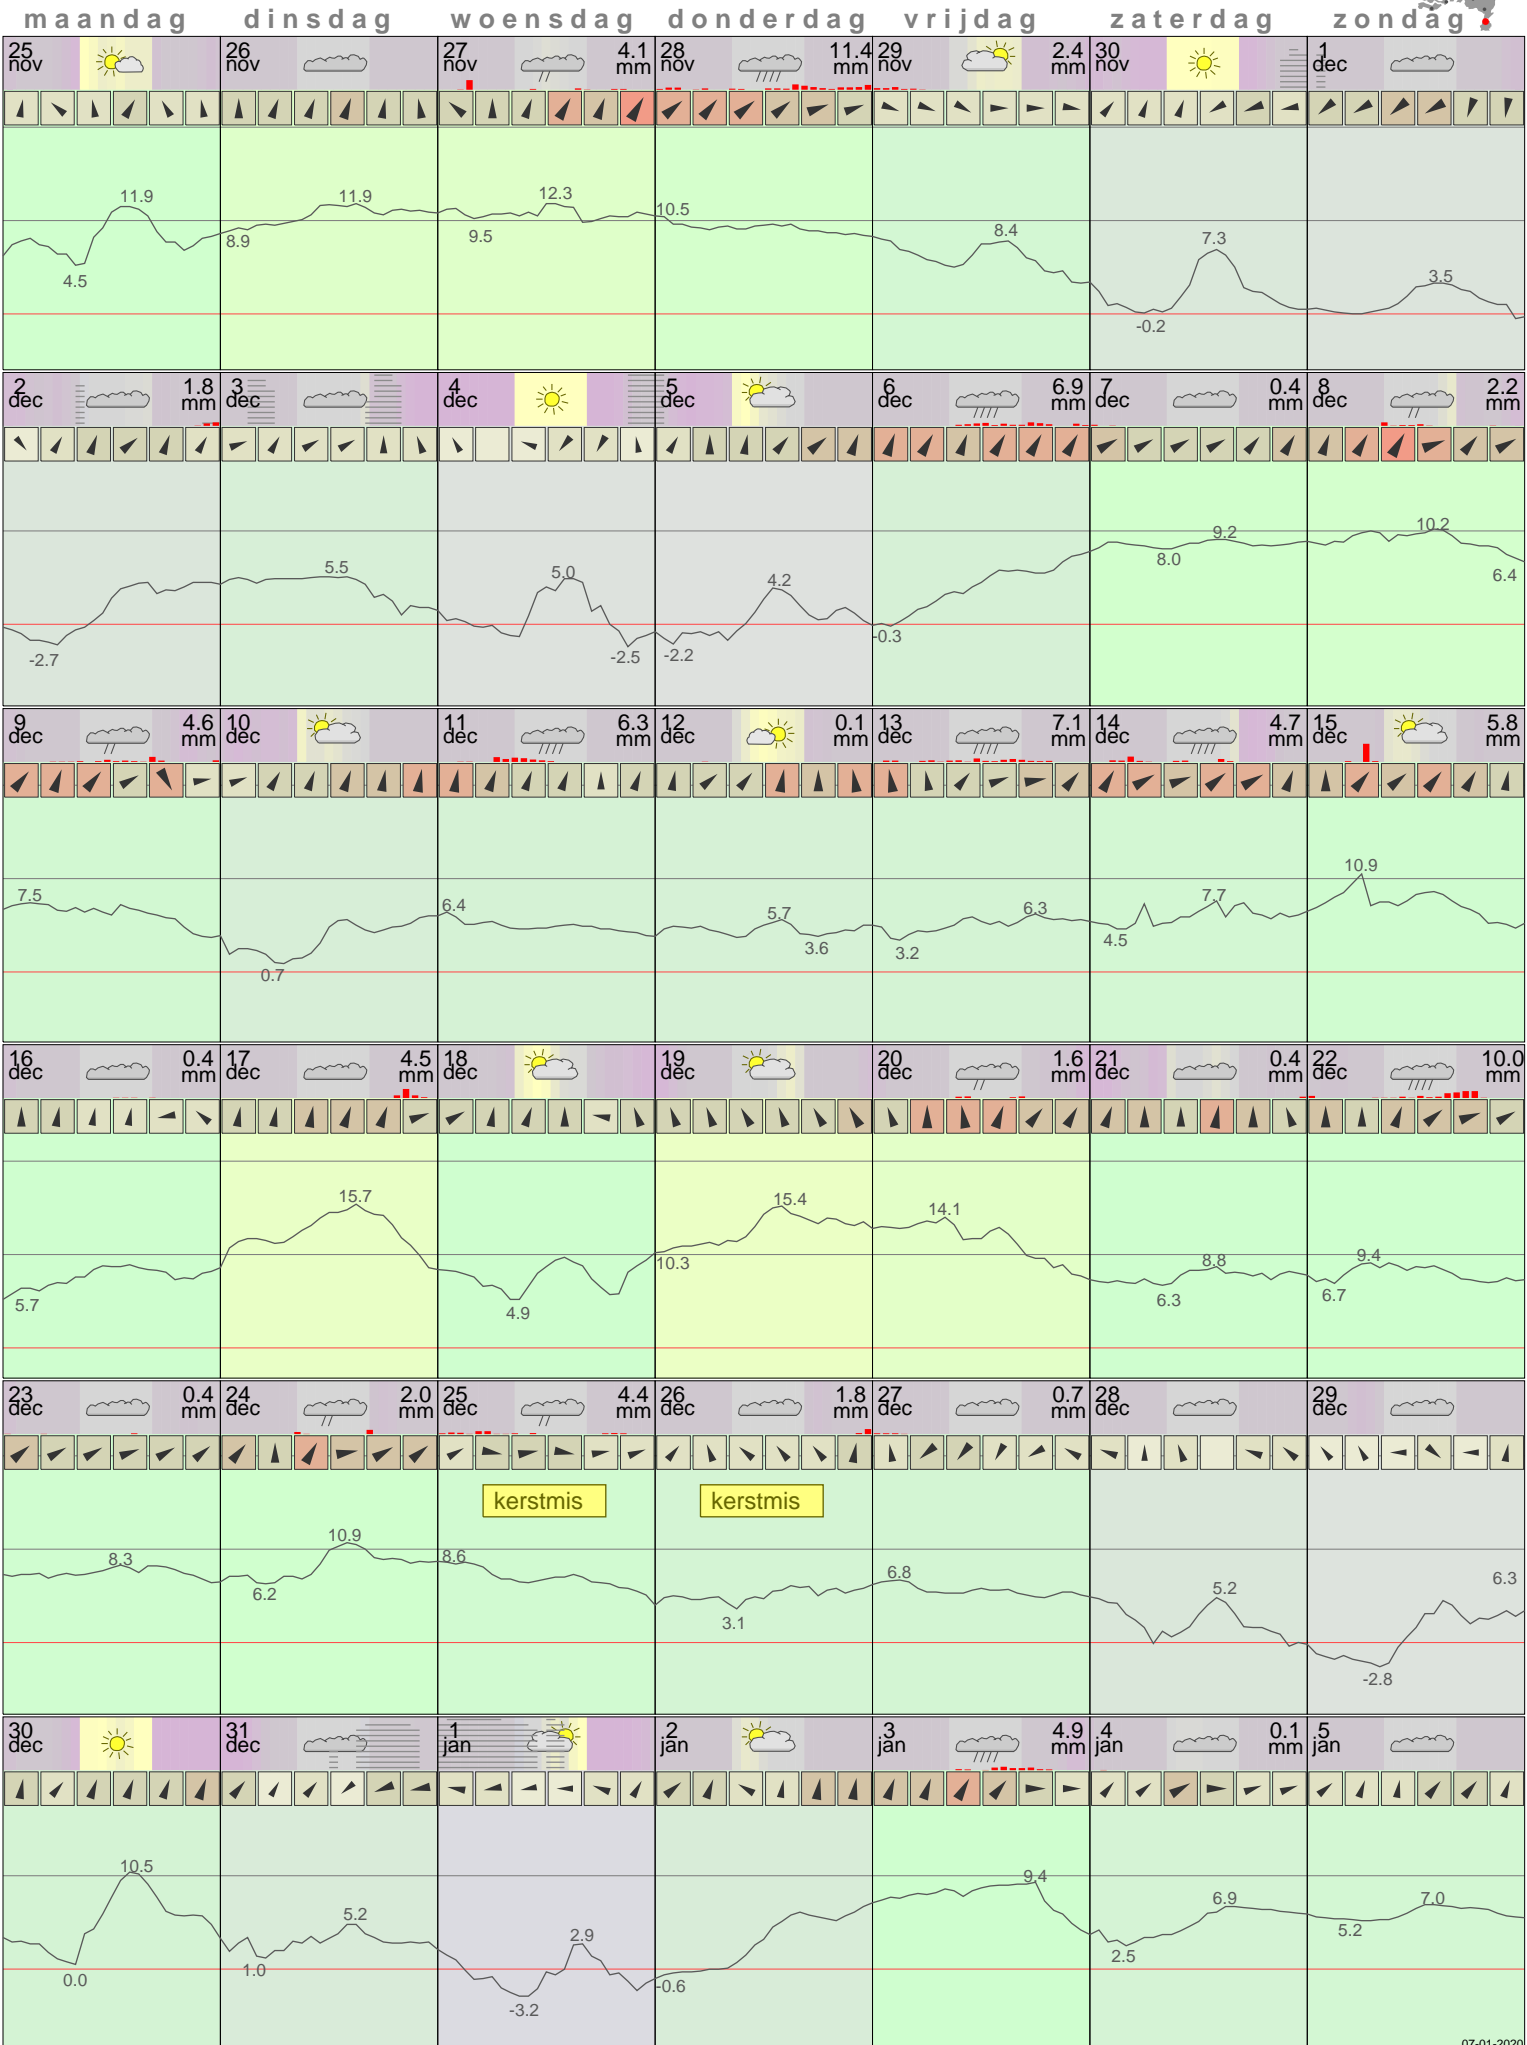 maandag dinsdag woensdag donderdag vrijdag zaterdag zondag
25 26 27 4.1 28 11.4 29 2.4 30 1
nov nov nov mm nov mm nov mm nov dec
11.9 11.9 12.3 10.5 8.4 7.3 3.5
4.5 8.9 9.5 -0.2
2 1.8 3 4 5 6 6.9 7 0.4 8 2.2
dec mm dec dec dec dec mm dec mm dec mm
5.5 5.0 4.2 9.2 10.2
-2.7 -2.5 -2.2 -0.3 8.0 6.4
9 4.6 10 11 6.3 12 0.1 13 7.1 14 4.7 15 5.8
dec mm dec dec mm dec mm dec mm dec mm dec mm
7.5 6.4 5.7 6.3 7.7 10.9
0.7 3.6 3.2 4.5
16 0.4 17 4.5 18 19 20 1.6 21 0.4 22 10.0
dec mm dec mm dec dec dec mm dec mm dec mm
15.7 15.4 14.1 8.8 9.4
5.7 4.9 10.3 6.3 6.7
23 0.4 24 2.0 25 4.4 26 1.8 27 0.7 28 29
dec mm dec mm dec mm dec mm dec mm dec dec
kerstmis kerstmis
8.3 10.9 8.6 6.8 5.2 6.3
6.2 3.1 -2.8
30 31 1 2 3 4.9 4 0.1 5
dec dec jan jan jan mm jan mm jan
10.5 5.2 2.9 9.4 6.9 7.0
0.0 1.0 -3.2 -0.6 2.5 5.2
07-01-2020